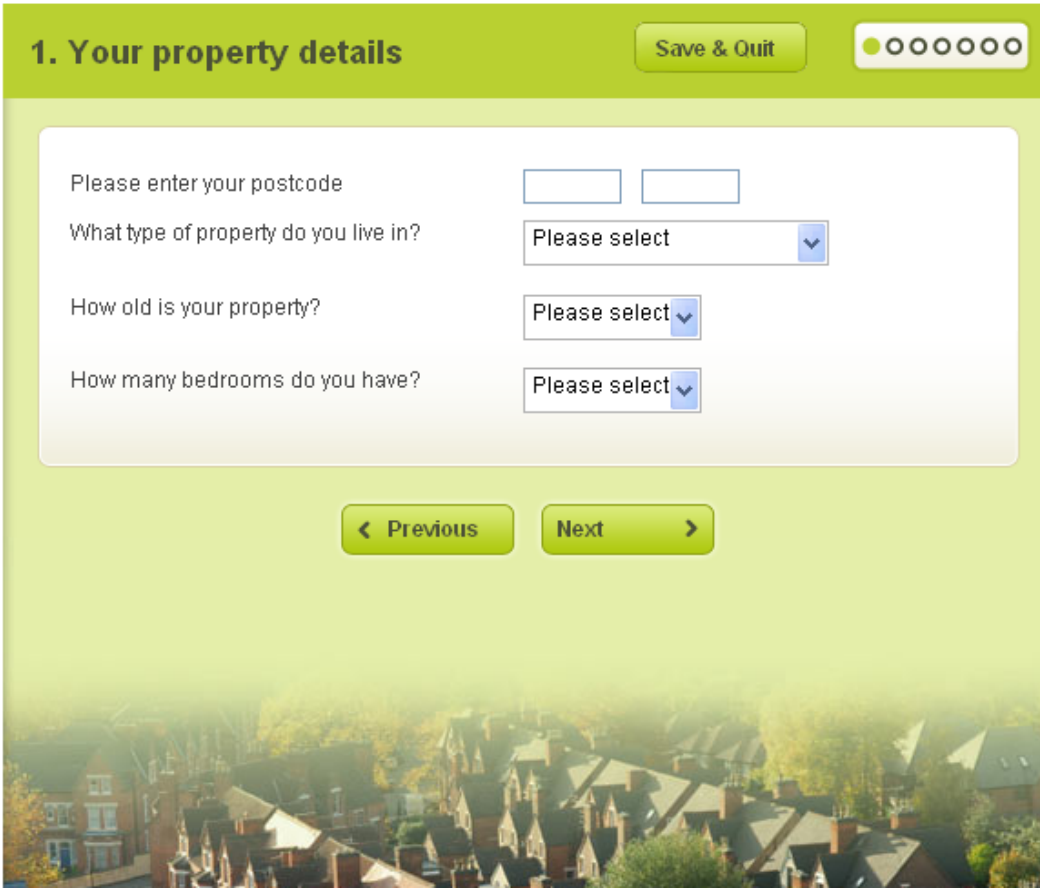 1. Your property details
Save & Quit
Please enter your postcode
What type of property do you live in?
Please select
How old is your property?
Please select
How many bedrooms do you have?
Please select
Previous
Next